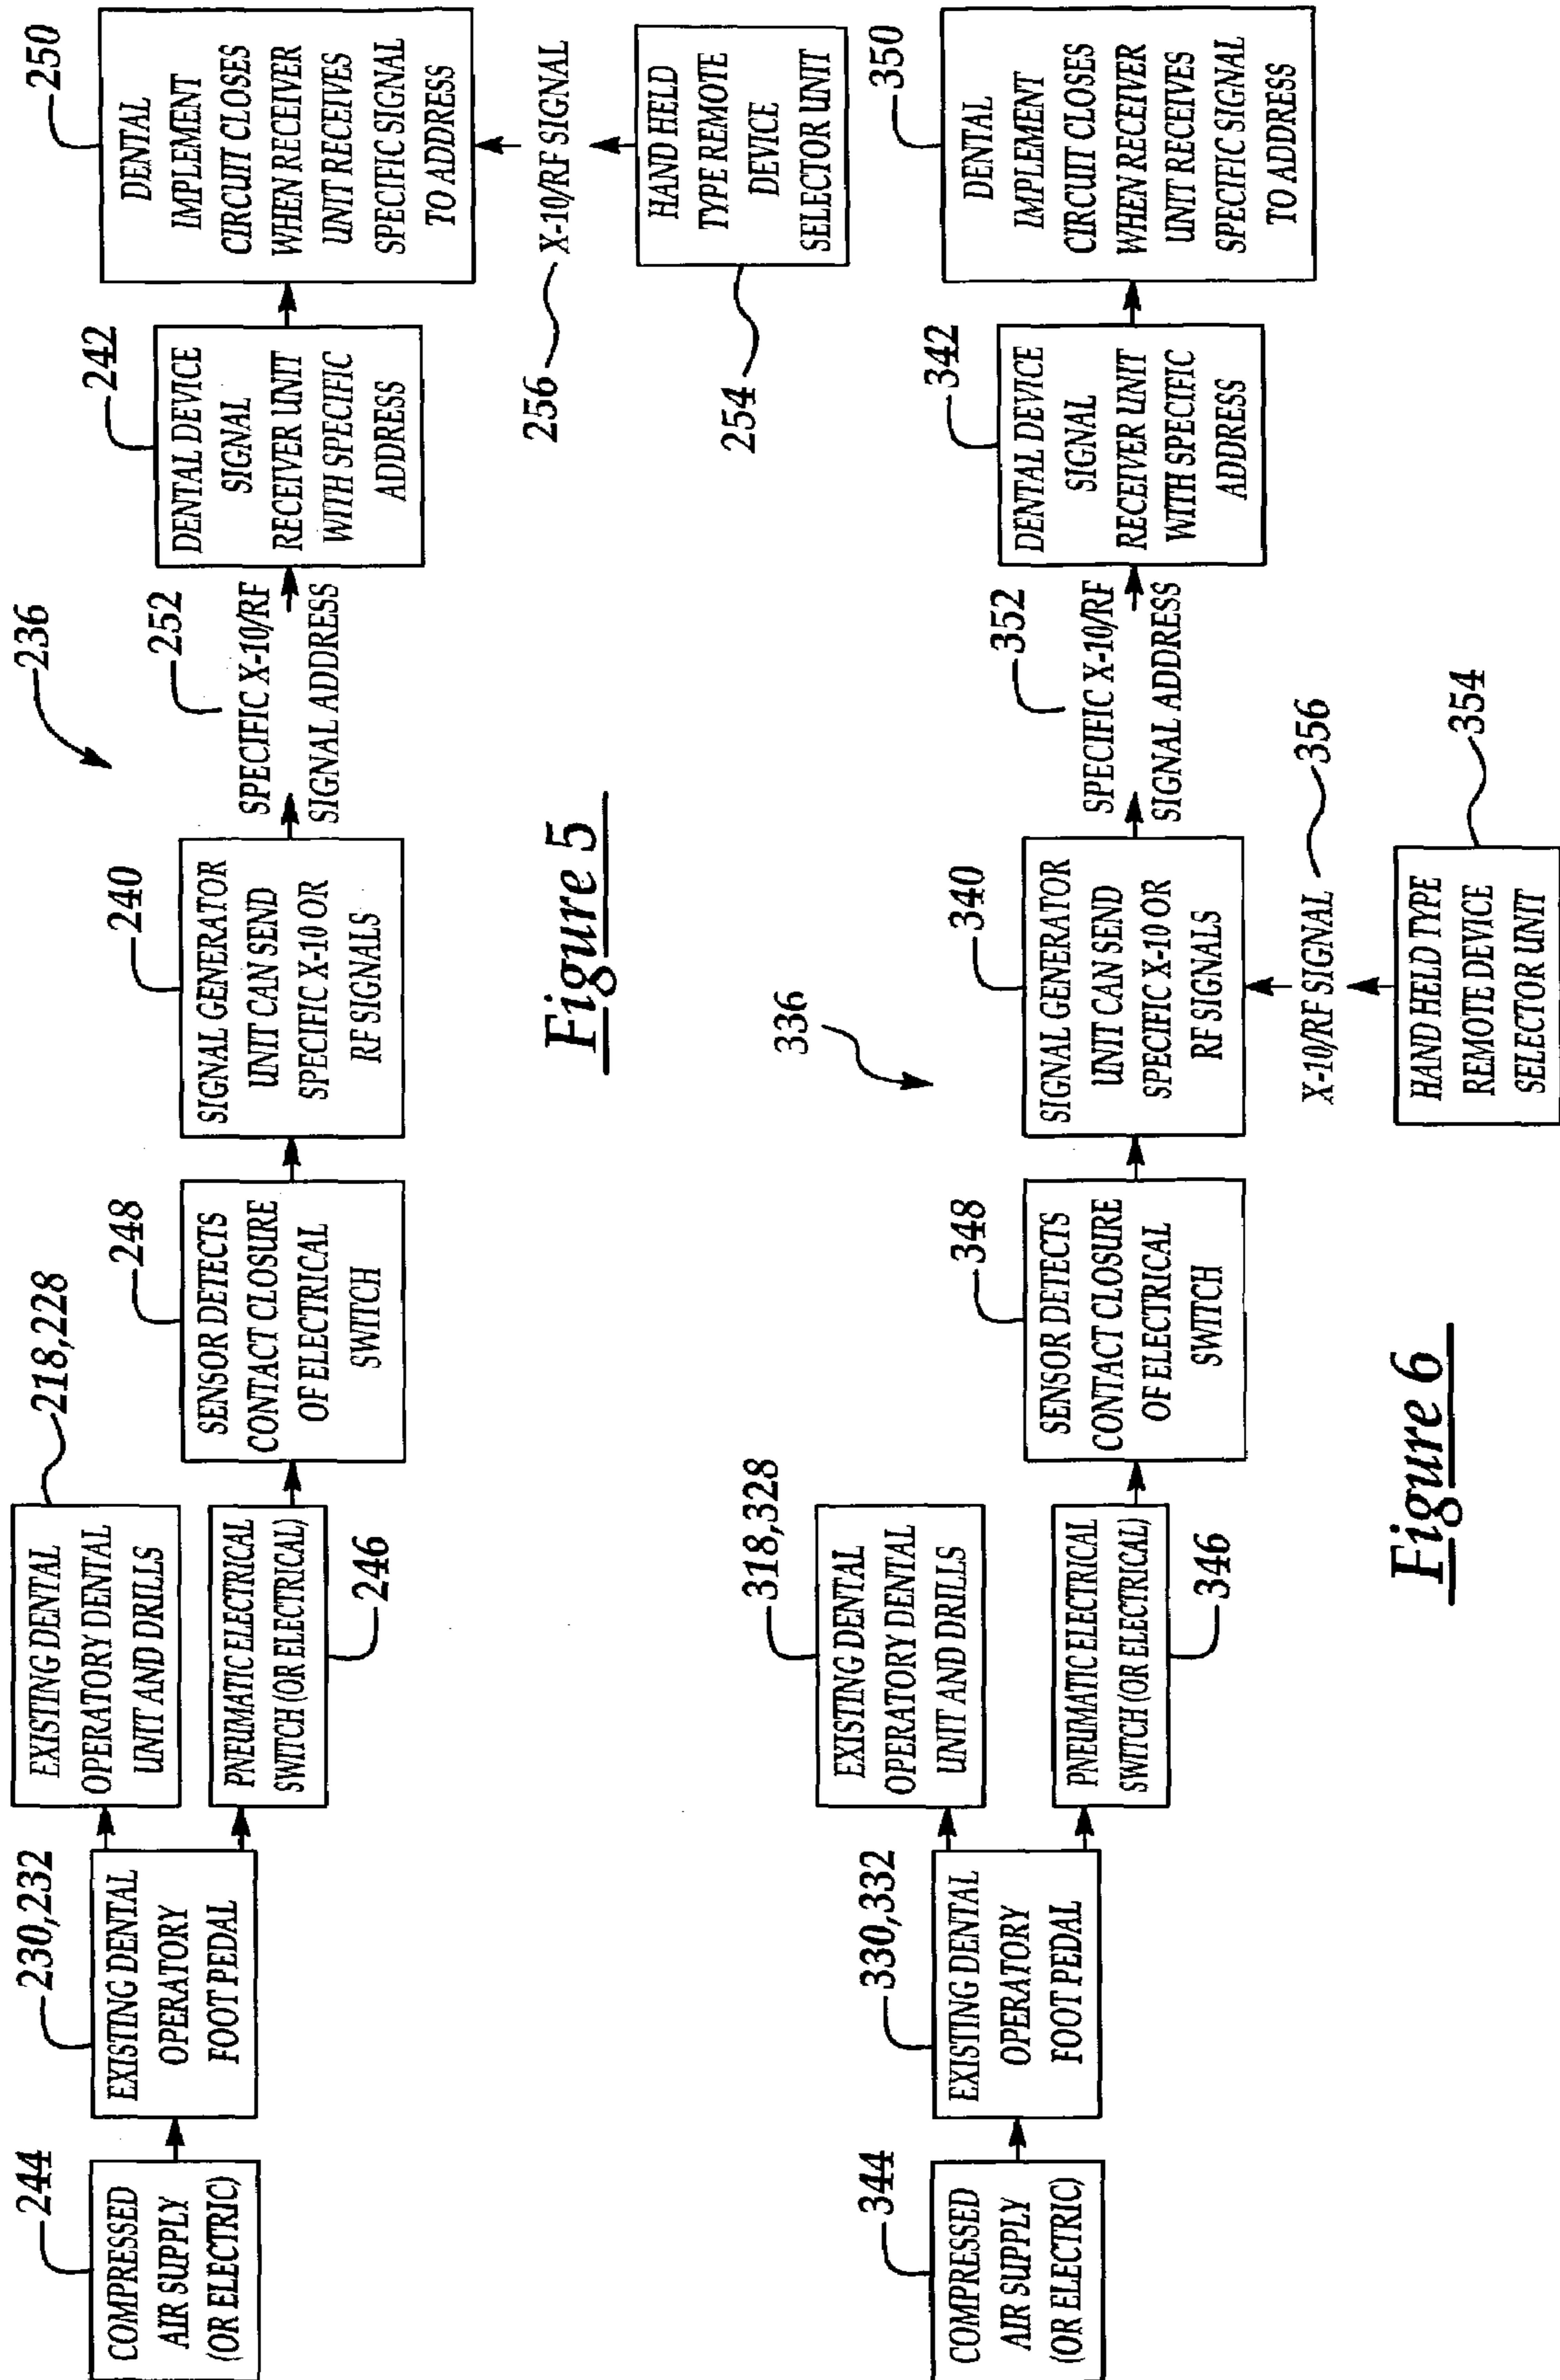 244
COMPRESSED
AIR SUPPLY
(OR ELECTRIC)
230,232
EXISTING DENTAL
OPERATORY
FOOT PEDAL
218,228
EXISTING DENTAL
OPERATORY DENTAL
UNIT AND DRILLS
PNEUMATIC ELECTRICAL
SWITCH (OR ELECTRICAL)
246
248
SENSOR DETECTS
CONTACT CLOSURE
OF ELECTRICAL
SWITCH
240
SIGNAL GENERATOR
UNIT CAN SEND
SPECIFIC X-10 OR
RF SIGNALS
236
252
SPECIFIC X-10/RF
SIGNAL ADDRESS
242
DENTAL DEVICE
SIGNAL
RECEIVER UNIT
WITH SPECIFIC
ADDRESS
250
DENTAL
IMPLEMENT
CIRCUIT CLOSES
WHEN RECEIVER
UNIT RECEIVES
SPECIFIC SIGNAL
TO ADDRESS
256
X-10/RF SIGNAL
254
HAND HELD
TYPE REMOTE
DEVICE
SELECTOR UNIT
Figure 5
344
COMPRESSED
AIR SUPPLY
(OR ELECTRIC)
330,332
EXISTING DENTAL
OPERATORY
FOOT PEDAL
318,328
EXISTING DENTAL
OPERATORY DENTAL
UNIT AND DRILLS
PNEUMATIC ELECTRICAL
SWITCH (OR ELECTRICAL)
346
348
SENSOR DETECTS
CONTACT CLOSURE
OF ELECTRICAL
SWITCH
336
340
SIGNAL GENERATOR
UNIT CAN SEND
SPECIFIC X-10 OR
RF SIGNALS
352
SPECIFIC X-10/RF
SIGNAL ADDRESS
342
DENTAL DEVICE
SIGNAL
RECEIVER UNIT
WITH SPECIFIC
ADDRESS
350
DENTAL
IMPLEMENT
CIRCUIT CLOSES
WHEN RECEIVER
UNIT RECEIVES
SPECIFIC SIGNAL
TO ADDRESS
X-10/RF SIGNAL
356
HAND HELD TYPE
REMOTE DEVICE
SELECTOR UNIT
354
Figure 6